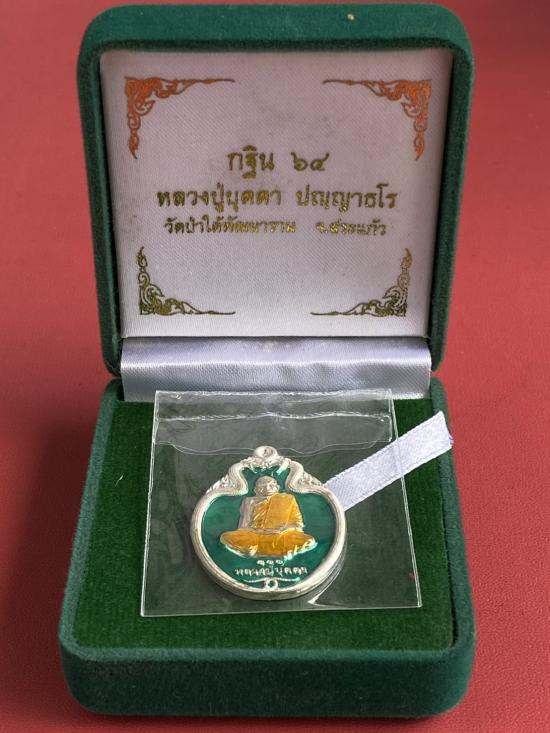 กฐิน ๖๔
หลวงปู่บุดดา ปญฺญาธโร
วัดป่าใต้พัฒนาราม จ.สระแก้ว
หลวงปู่บุดดา